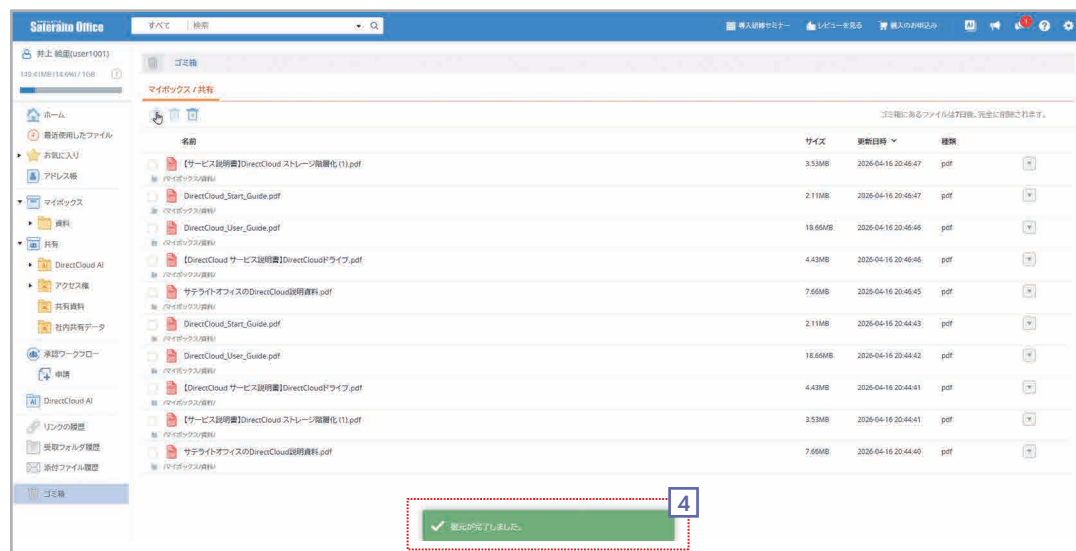 Sateraito Office
すべて 検索
導入研修セミナー レビューを見る 購入のお申込み
井上 絵里(user1001)
149.41MB(14.6%) / 1GB
ゴミ箱
マイボックス / 共有
ゴミ箱にあるファイルは7日後、完全に削除されます。
ホーム
最近使用したファイル
お気に入り
アドレス帳
マイボックス
資料
共有
DirectCloud AI
アクセス権
共有資料
社内共有データ
承認ワークフロー
申請
DirectCloud AI
リンクの履歴
受取フォルダ履歴
添付ファイル履歴
ゴミ箱
名前 サイズ 更新日時 種類
【サービス説明書】DirectCloud ストレージ階層化 (1).pdf 3.53MB 2026-04-16 20:46:47 pdf
/マイボックス/資料/
DirectCloud_Start_Guide.pdf 2.11MB 2026-04-16 20:46:47 pdf
/マイボックス/資料/
DirectCloud_User_Guide.pdf 18.66MB 2026-04-16 20:46:46 pdf
/マイボックス/資料/
【DirectCloud サービス説明書】DirectCloudドライブ.pdf 4.43MB 2026-04-16 20:46:46 pdf
/マイボックス/資料/
サテライトオフィスのDirectCloud説明資料.pdf 7.66MB 2026-04-16 20:46:45 pdf
/マイボックス/資料/
DirectCloud_Start_Guide.pdf 2.11MB 2026-04-16 20:44:43 pdf
/マイボックス/資料/
DirectCloud_User_Guide.pdf 18.66MB 2026-04-16 20:44:42 pdf
/マイボックス/資料/
【DirectCloud サービス説明書】DirectCloudドライブ.pdf 4.43MB 2026-04-16 20:44:41 pdf
/マイボックス/資料/
【サービス説明書】DirectCloud ストレージ階層化 (1).pdf 3.53MB 2026-04-16 20:44:41 pdf
/マイボックス/資料/
サテライトオフィスのDirectCloud説明資料.pdf 7.66MB 2026-04-16 20:44:40 pdf
/マイボックス/資料/
4
復元が完了しました。